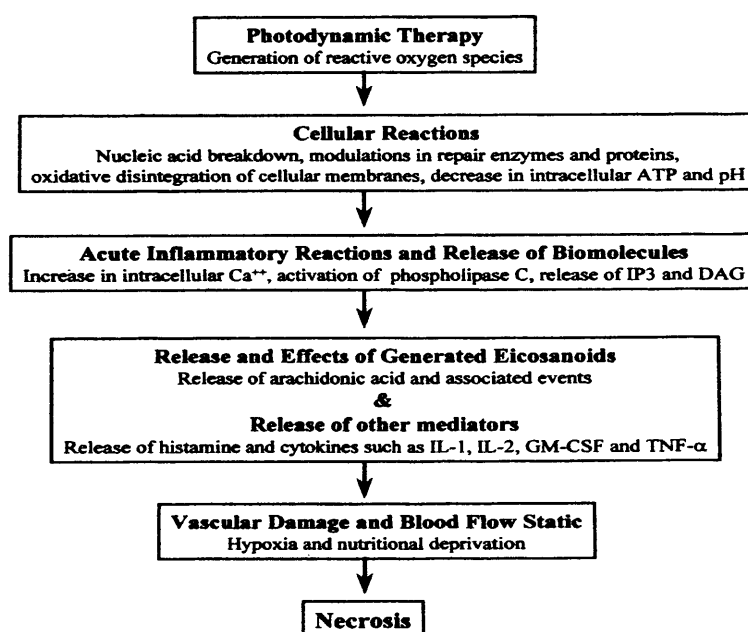 Photodynamic Therapy
Generation of reactive oxygen species
Cellular Reactions
Nucleic acid breakdown, modulations in repair enzymes and proteins,
oxidative disintegration of cellular membranes, decrease in intracellular ATP and pH
Acute Inflammatory Reactions and Release of Biomolecules
Increase in intracellular Ca⁺⁺, activation of phospholipase C, release of IP3 and DAG
Release and Effects of Generated Eicosanoids
Release of arachidonic acid and associated events
&
Release of other mediators
Release of histamine and cytokines such as IL-1, IL-2, GM-CSF and TNF-α
Vascular Damage and Blood Flow Static
Hypoxia and nutritional deprivation
Necrosis